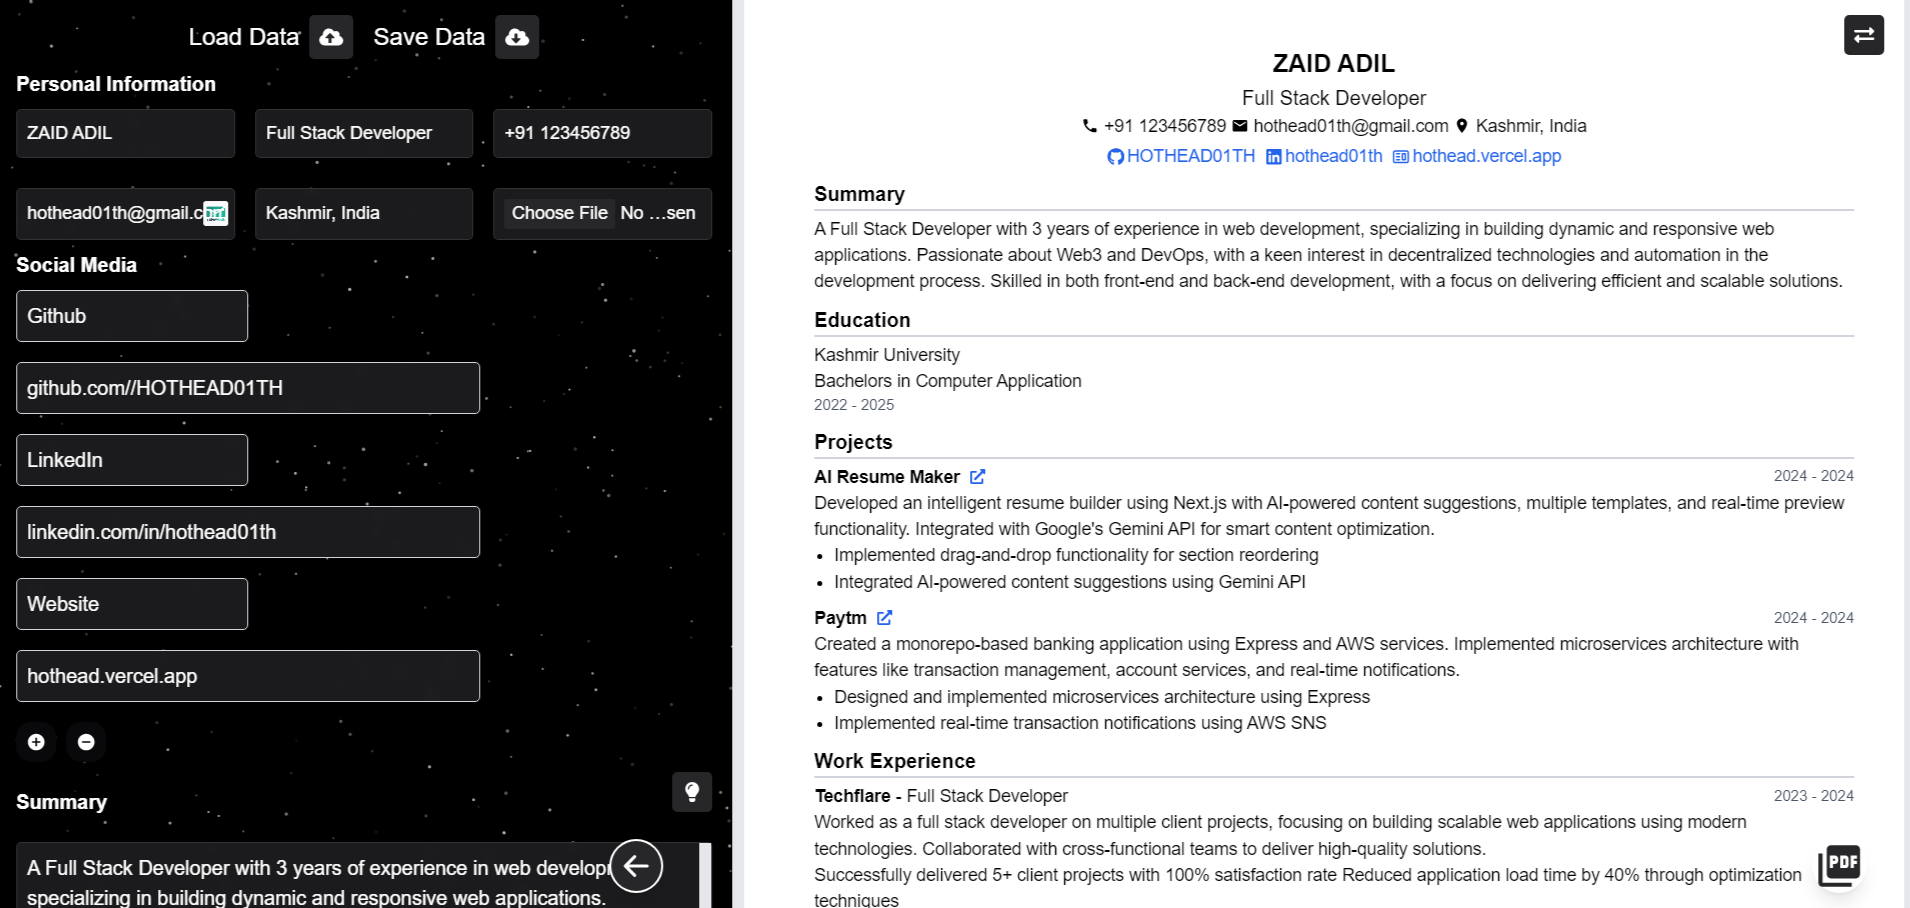 Load Data
Save Data
Personal Information
ZAID ADIL
Full Stack Developer
+91 123456789
hothead01th@gmail.c
Kashmir, India
Choose File No ...sen
Social Media
Github
github.com//HOTHEAD01TH
LinkedIn
linkedin.com/in/hothead01th
Website
hothead.vercel.app
Summary
A Full Stack Developer with 3 years of experience in web develop
specializing in building dynamic and responsive web applications.
ZAID ADIL
Full Stack Developer
+91 123456789 hothead01th@gmail.com Kashmir, India
HOTHEAD01TH hothead01th hothead.vercel.app
Summary
A Full Stack Developer with 3 years of experience in web development, specializing in building dynamic and responsive web
applications. Passionate about Web3 and DevOps, with a keen interest in decentralized technologies and automation in the
development process. Skilled in both front-end and back-end development, with a focus on delivering efficient and scalable solutions.
Education
Kashmir University
Bachelors in Computer Application
2022 - 2025
Projects
AI Resume Maker 2024 - 2024
Developed an intelligent resume builder using Next.js with AI-powered content suggestions, multiple templates, and real-time preview
functionality. Integrated with Google's Gemini API for smart content optimization.
• Implemented drag-and-drop functionality for section reordering
• Integrated AI-powered content suggestions using Gemini API
Paytm 2024 - 2024
Created a monorepo-based banking application using Express and AWS services. Implemented microservices architecture with
features like transaction management, account services, and real-time notifications.
• Designed and implemented microservices architecture using Express
• Implemented real-time transaction notifications using AWS SNS
Work Experience
Techflare - Full Stack Developer 2023 - 2024
Worked as a full stack developer on multiple client projects, focusing on building scalable web applications using modern
technologies. Collaborated with cross-functional teams to deliver high-quality solutions.
Successfully delivered 5+ client projects with 100% satisfaction rate Reduced application load time by 40% through optimization
techniques
PDF